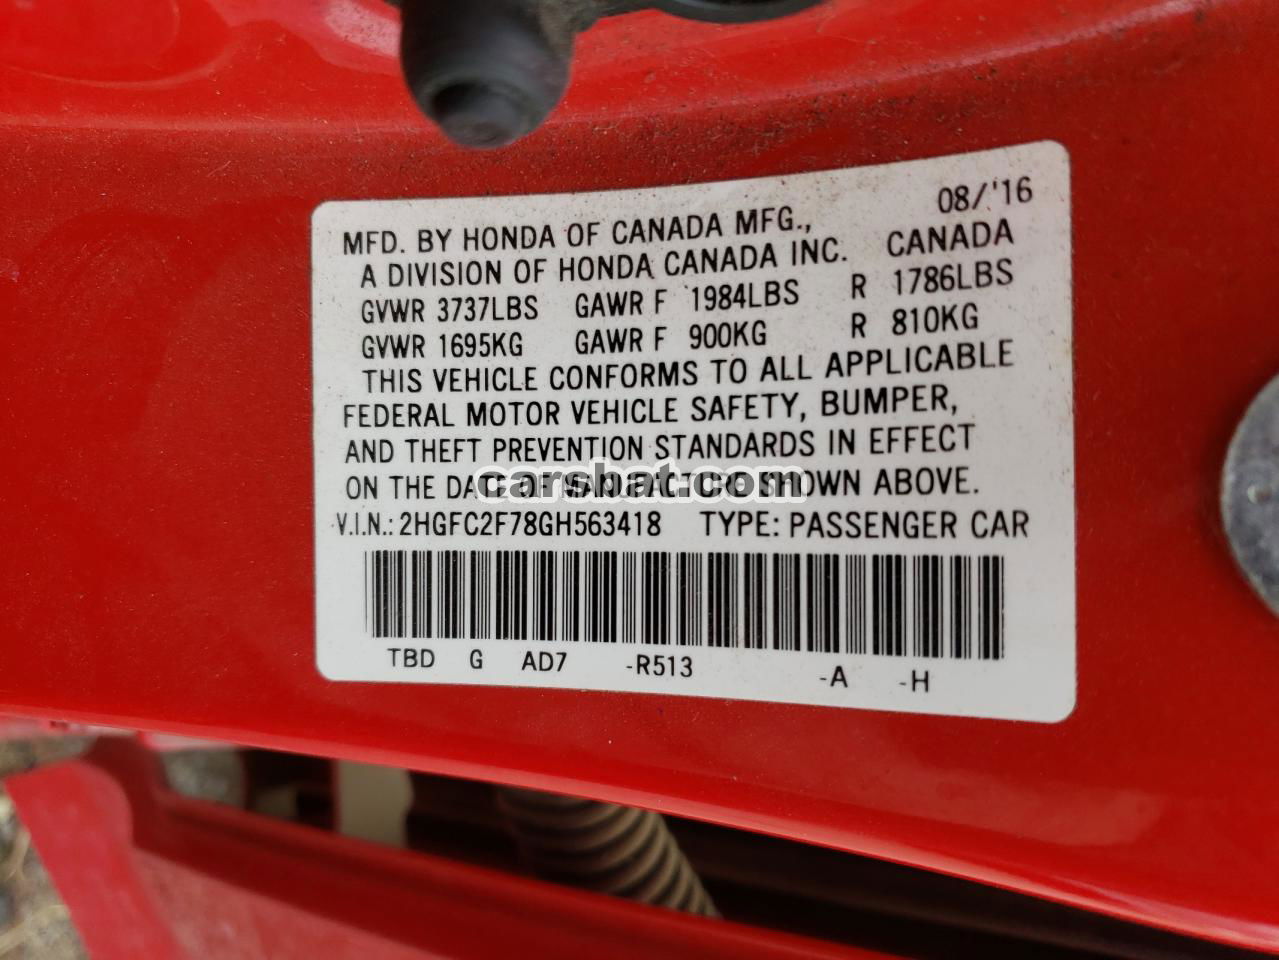 08/'16
MFD. BY HONDA OF CANADA MFG.,
A DIVISION OF HONDA CANADA INC. CANADA
GVWR 3737LBS GAWR F 1984LBS R 1786LBS
GVWR 1695KG GAWR F 900KG R 810KG
THIS VEHICLE CONFORMS TO ALL APPLICABLE
FEDERAL MOTOR VEHICLE SAFETY, BUMPER,
AND THEFT PREVENTION STANDARDS IN EFFECT
ON THE DATE OF MANUFACTURE SHOWN ABOVE.
carsbat.com
V.I.N.: 2HGFC2F78GH563418 TYPE: PASSENGER CAR
TBD G AD7 -R513 -A -H